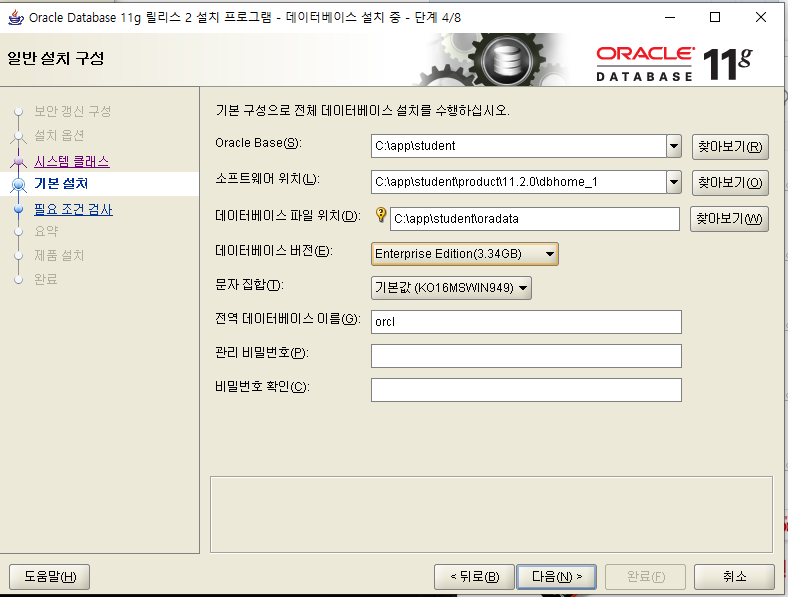 Oracle Database 11g 릴리스 2 설치 프로그램 - 데이터베이스 설치 중 - 단계 4/8
일반 설치 구성
ORACLE
DATABASE 11g
보안 갱신 구성
설치 옵션
시스템 클래스
기본 설치
필요 조건 검사
요약
제품 설치
완료
기본 구성으로 전체 데이터베이스 설치를 수행하십시오.
Oracle Base(S): C:\app\student 찾아보기(R)
소프트웨어 위치(L): C:\app\student\product\11.2.0\dbhome_1 찾아보기(O)
데이터베이스 파일 위치(D): C:\app\student\oradata 찾아보기(W)
데이터베이스 버전(E): Enterprise Edition(3.34GB)
문자 집합(T): 기본값 (KO16MSWIN949)
전역 데이터베이스 이름(G): orcl
관리 비밀번호(P):
비밀번호 확인(C):
도움말(H) < 뒤로(B) 다음(N) > 완료(F) 취소